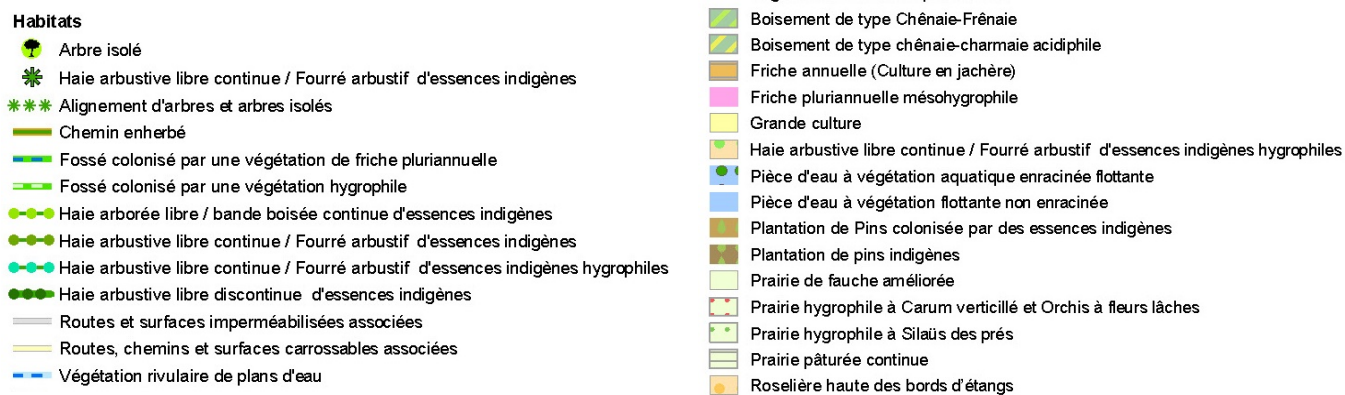 Habitats
Arbre isolé
Haie arbustive libre continue / Fourré arbustif d'essences indigènes
Alignement d'arbres et arbres isolés
Chemin enherbé
Fossé colonisé par une végétation de friche pluriannuelle
Fossé colonisé par une végétation hygrophile
Haie arborée libre / bande boisée continue d'essences indigènes
Haie arbustive libre continue / Fourré arbustif d'essences indigènes
Haie arbustive libre continue / Fourré arbustif d'essences indigènes hygrophiles
Haie arbustive libre discontinue d'essences indigènes
Routes et surfaces imperméabilisées associées
Routes, chemins et surfaces carrossables associées
Végétation rivulaire de plans d'eau
Boisement de type Chênaie-Frênaie
Boisement de type chênaie-charmaie acidiphile
Friche annuelle (Culture en jachère)
Friche pluriannuelle mésohygrophile
Grande culture
Haie arbustive libre continue / Fourré arbustif d'essences indigènes hygrophiles
Pièce d'eau à végétation aquatique enracinée flottante
Pièce d'eau à végétation flottante non enracinée
Plantation de Pins colonisée par des essences indigènes
Plantation de pins indigènes
Prairie de fauche améliorée
Prairie hygrophile à Carum verticillé et Orchis à fleurs lâches
Prairie hygrophile à Silaüs des prés
Prairie pâturée continue
Roselière haute des bords d'étangs